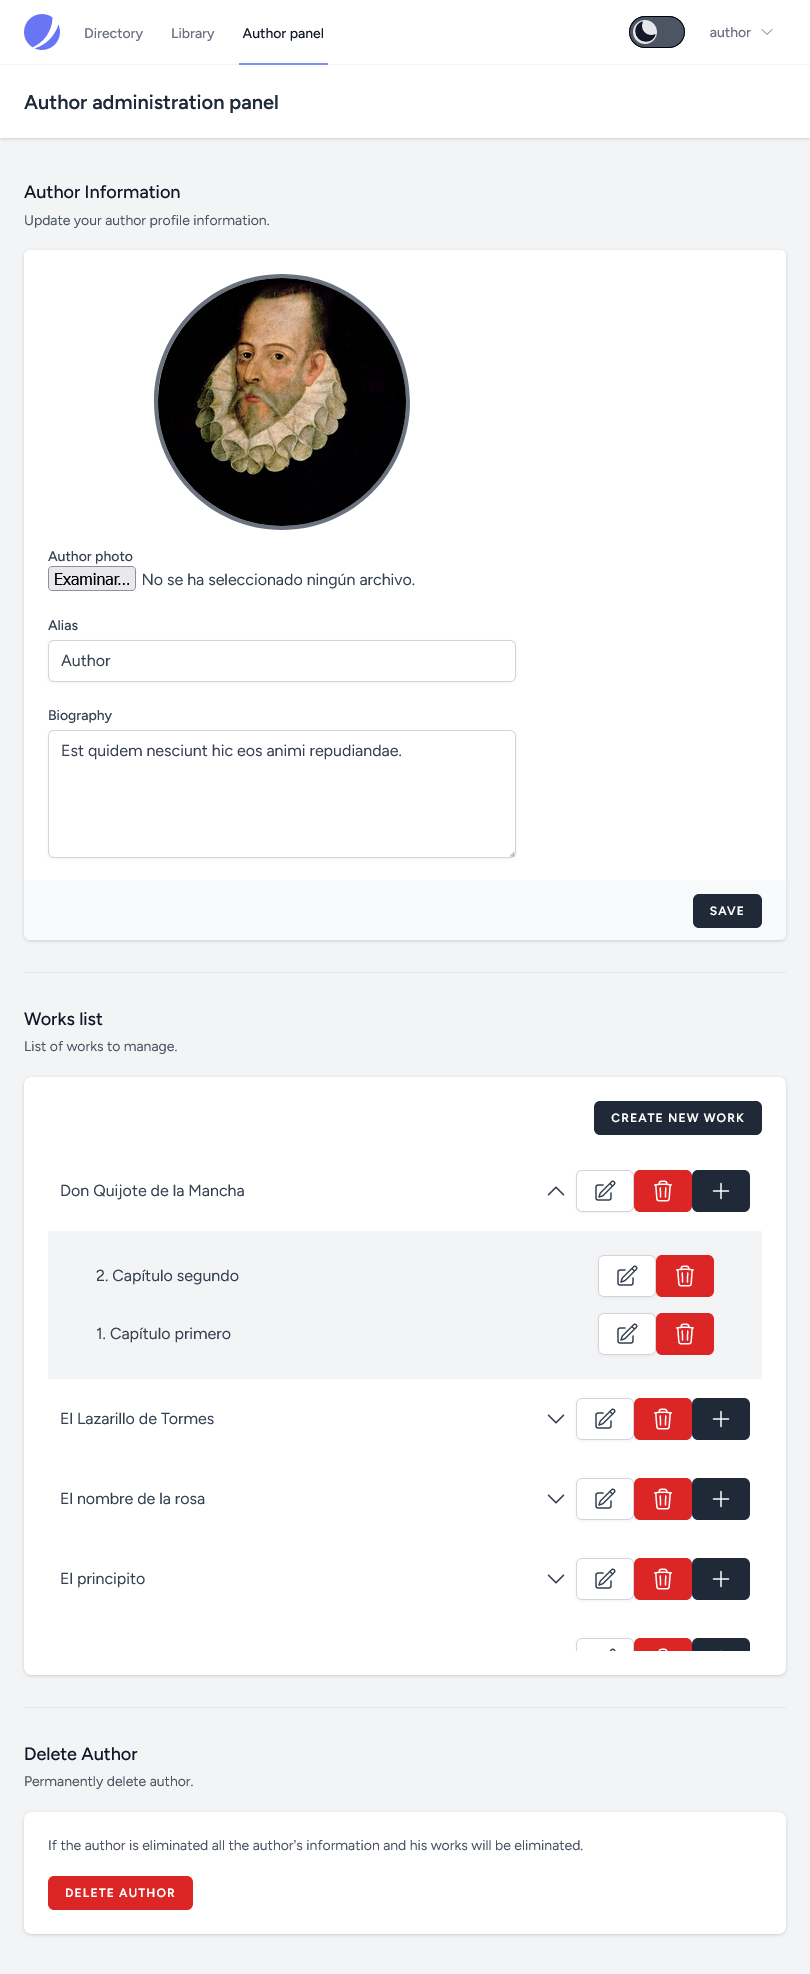 Directory Library Author panel author
Author administration panel
Author Information
Update your author profile information.
Author photo
Examinar... No se ha seleccionado ningún archivo.
Alias
Author
Biography
Est quidem nesciunt hic eos animi repudiandae.
SAVE
Works list
List of works to manage.
CREATE NEW WORK
Don Quijote de la Mancha
2. Capítulo segundo
1. Capítulo primero
El Lazarillo de Tormes
El nombre de la rosa
El principito
Delete Author
Permanently delete author.
If the author is eliminated all the author's information and his works will be eliminated.
DELETE AUTHOR